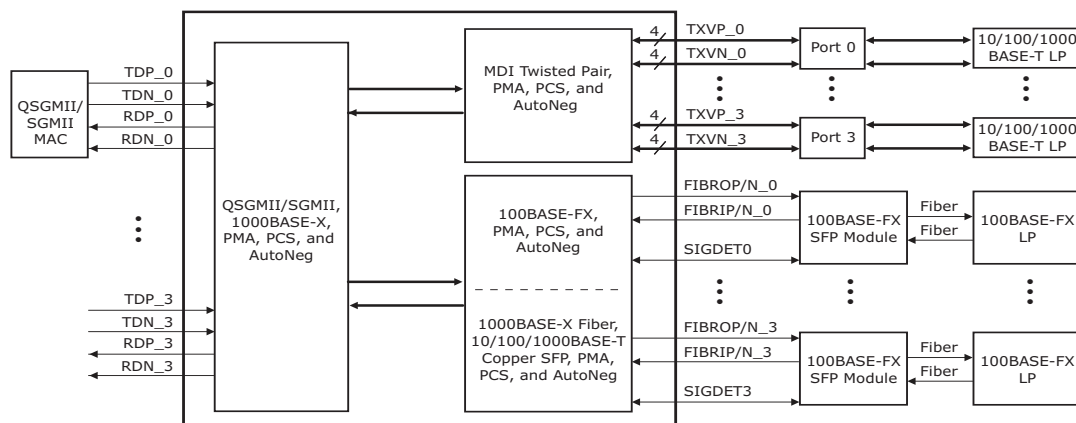 QSGMII/
SGMII
MAC
TDP_0
TDN_0
RDP_0
RDN_0
TDP_3
TDN_3
RDP_3
RDN_3
QSGMII/SGMII,
1000BASE-X,
PMA, PCS, and
AutoNeg
MDI Twisted Pair,
PMA, PCS, and
AutoNeg
100BASE-FX,
PMA, PCS, and
AutoNeg
1000BASE-X Fiber,
10/100/1000BASE-T
Copper SFP, PMA,
PCS, and AutoNeg
4 TXVP_0
4 TXVN_0
4 TXVP_3
4 TXVN_3
Port 0
Port 3
10/100/1000
BASE-T LP
10/100/1000
BASE-T LP
FIBROP/N_0
FIBRIP/N_0
SIGDET0
100BASE-FX
SFP Module
Fiber
Fiber
100BASE-FX
LP
FIBROP/N_3
FIBRIP/N_3
SIGDET3
100BASE-FX
SFP Module
Fiber
Fiber
100BASE-FX
LP